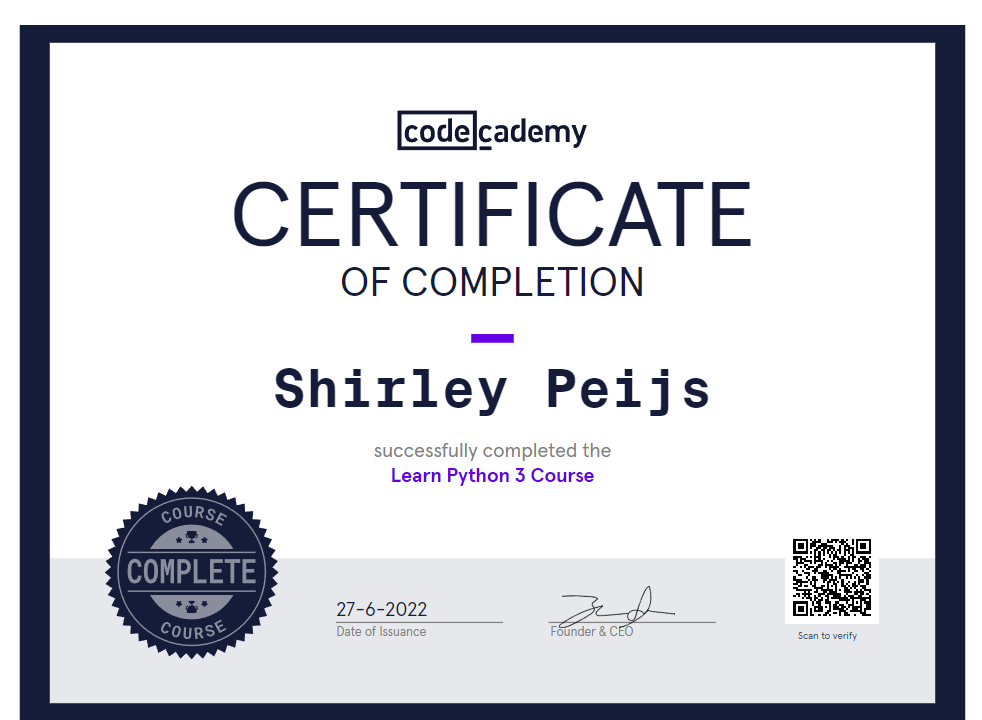 codecademy
CERTIFICATE
OF COMPLETION
Shirley Peijs
successfully completed the
Learn Python 3 Course
COURSE
COMPLETE
COURSE
27-6-2022
Date of Issuance
Founder & CEO
Scan to verify